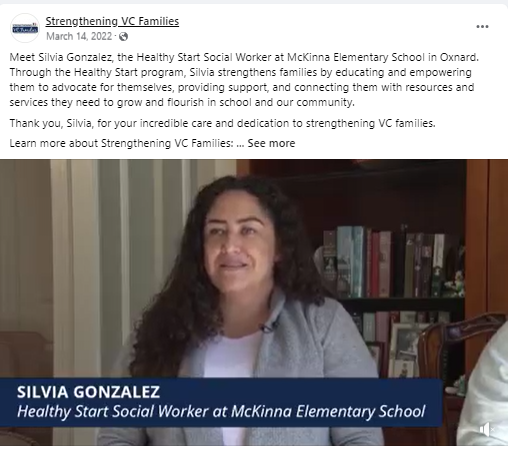 Strengthening VC Families
March 14, 2022 ·
Meet Silvia Gonzalez, the Healthy Start Social Worker at McKinna Elementary School in Oxnard.
Through the Healthy Start program, Silvia strengthens families by educating and empowering
them to advocate for themselves, providing support, and connecting them with resources and
services they need to grow and flourish in school and our community.
Thank you, Silvia, for your incredible care and dedication to strengthening VC families.
Learn more about Strengthening VC Families: ... See more
SILVIA GONZALEZ
Healthy Start Social Worker at McKinna Elementary School